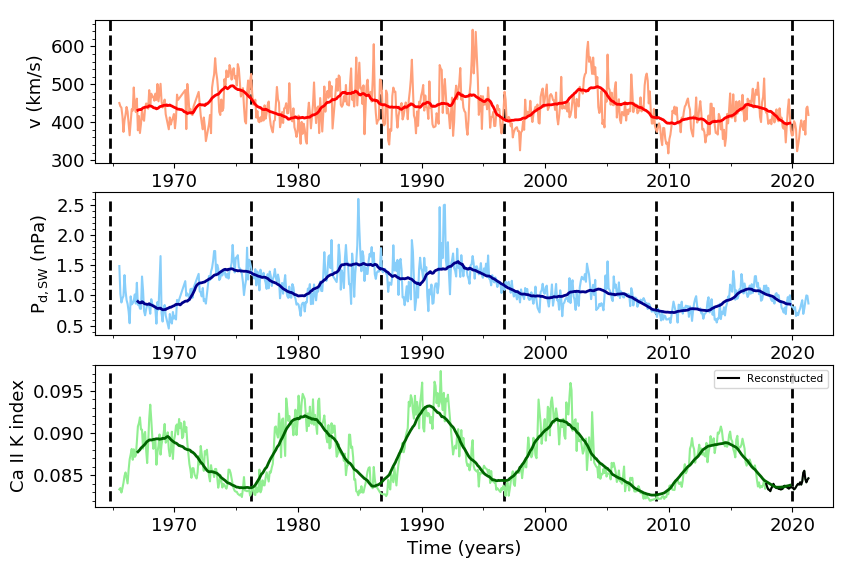 v (km/s)
600
500
400
300
1970 1980 1990 2000 2010 2020
P_d,SW (nPa)
2.5
2.0
1.5
1.0
0.5
1970 1980 1990 2000 2010 2020
Ca II K index
0.095
0.090
0.085
Reconstructed
1970 1980 1990 2000 2010 2020
Time (years)